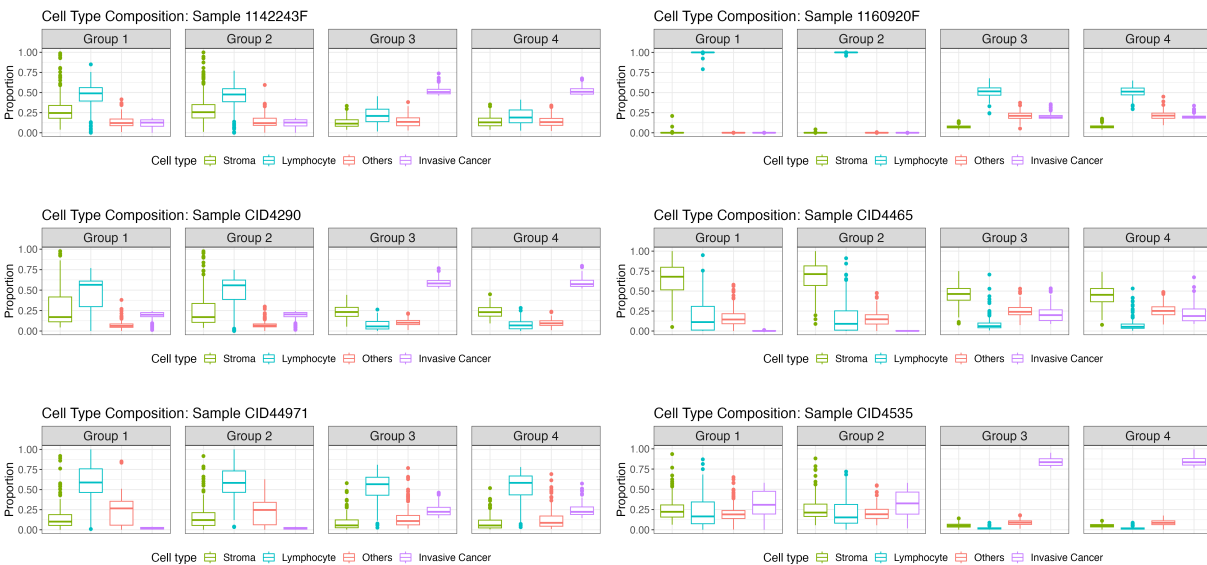 Cell Type Composition: Sample 1142243F
Group 1 Group 2 Group 3 Group 4
Proportion
1.00
0.75
0.50
0.25
0.00
Cell type Stroma Lymphocyte Others Invasive Cancer
Cell Type Composition: Sample 1160920F
Group 1 Group 2 Group 3 Group 4
Proportion
1.00
0.75
0.50
0.25
0.00
Cell type Stroma Lymphocyte Others Invasive Cancer
Cell Type Composition: Sample CID4290
Group 1 Group 2 Group 3 Group 4
Proportion
1.00
0.75
0.50
0.25
0.00
Cell type Stroma Lymphocyte Others Invasive Cancer
Cell Type Composition: Sample CID4465
Group 1 Group 2 Group 3 Group 4
Proportion
1.00
0.75
0.50
0.25
0.00
Cell type Stroma Lymphocyte Others Invasive Cancer
Cell Type Composition: Sample CID44971
Group 1 Group 2 Group 3 Group 4
Proportion
1.00
0.75
0.50
0.25
0.00
Cell type Stroma Lymphocyte Others Invasive Cancer
Cell Type Composition: Sample CID4535
Group 1 Group 2 Group 3 Group 4
Proportion
1.00
0.75
0.50
0.25
0.00
Cell type Stroma Lymphocyte Others Invasive Cancer